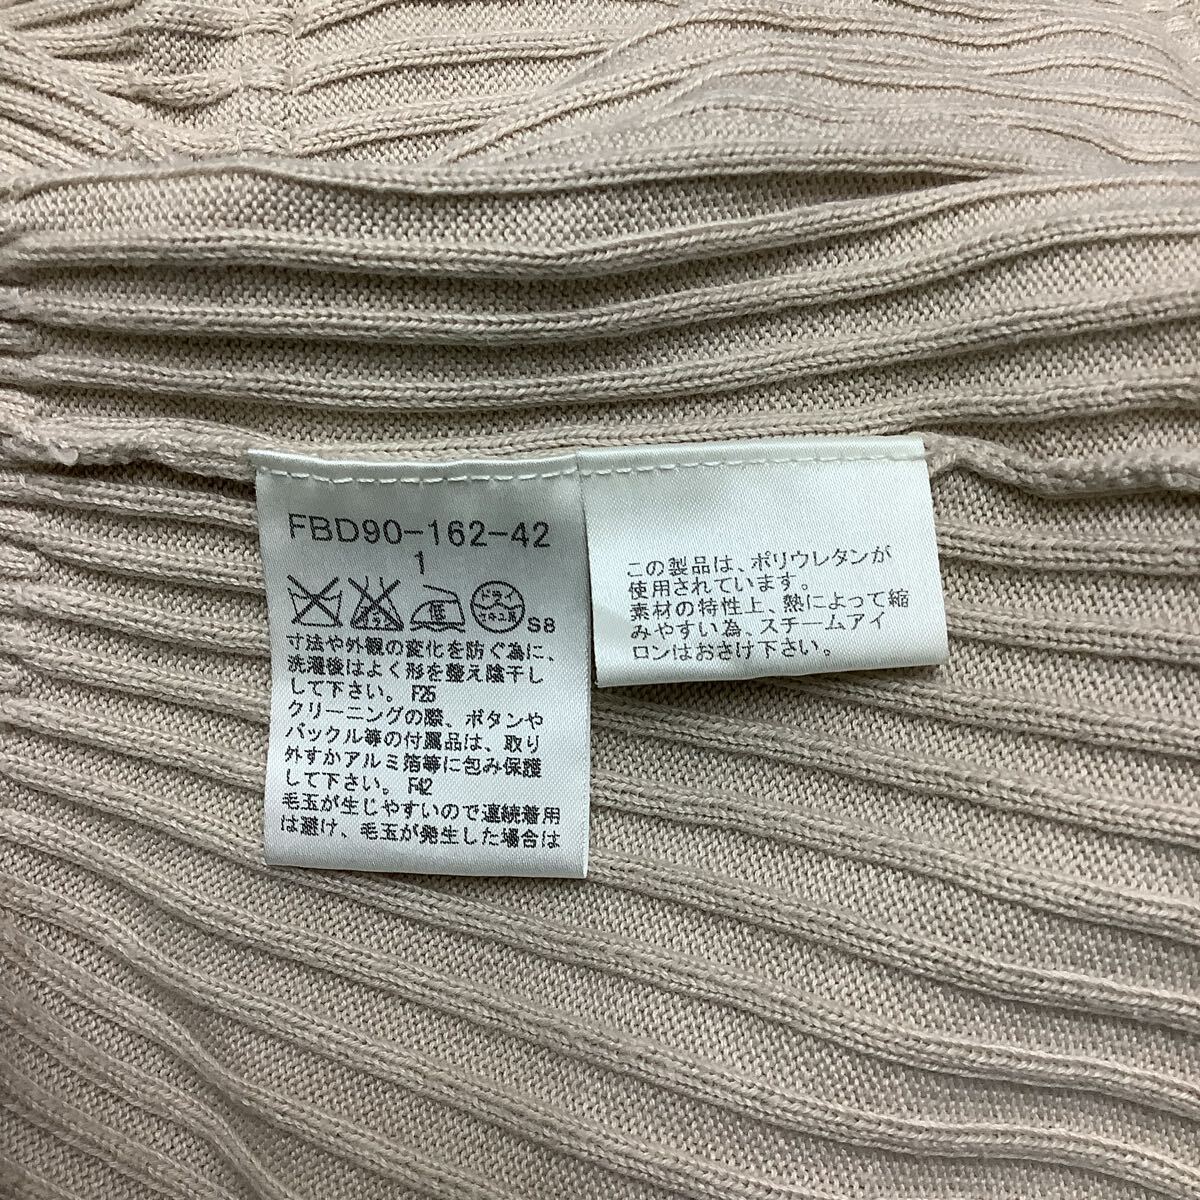 FBD90-162-42
1
ドライ
S8
寸法や外観の変化を防ぐ為に、
洗濯後はよく形を整え陰干し
して下さい。 F25
クリーニングの際、ボタンや
バックル等の付属品は、取り
外すかアルミ箔等に包み保護
して下さい。 F42
毛玉が生じやすいので連続着用
は避け、毛玉が発生した場合は
この製品は、ポリウレタンが
使用されています。
素材の特性上、熱によって縮
みやすい為、スチームアイ
ロンはおさけ下さい。